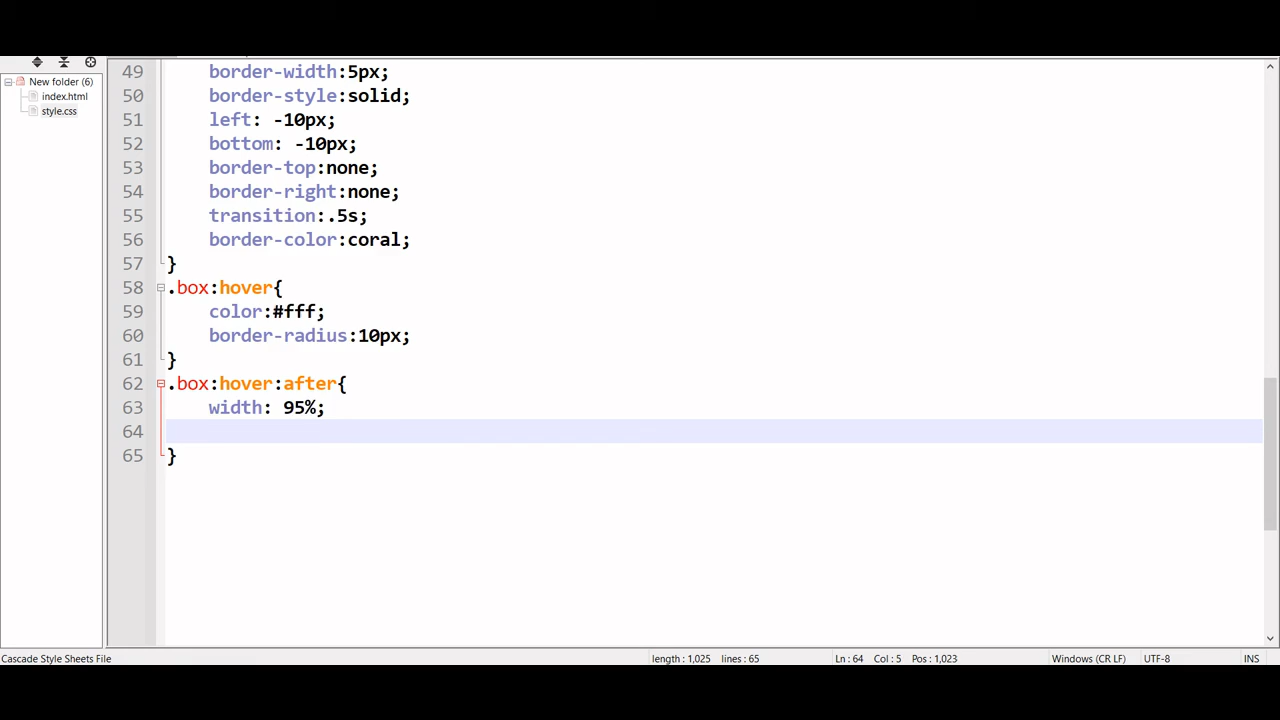 New folder (6)
index.html
style.css
49 border-width:5px;
50 border-style:solid;
51 left: -10px;
52 bottom: -10px;
53 border-top:none;
54 border-right:none;
55 transition:.5s;
56 border-color:coral;
57 }
58 .box:hover{
59 color:#fff;
60 border-radius:10px;
61 }
62 .box:hover:after{
63 width: 95%;
64
65 }
Cascade Style Sheets File length : 1,025 lines : 65 Ln : 64 Col : 5 Pos : 1,023 Windows (CR LF) UTF-8 INS